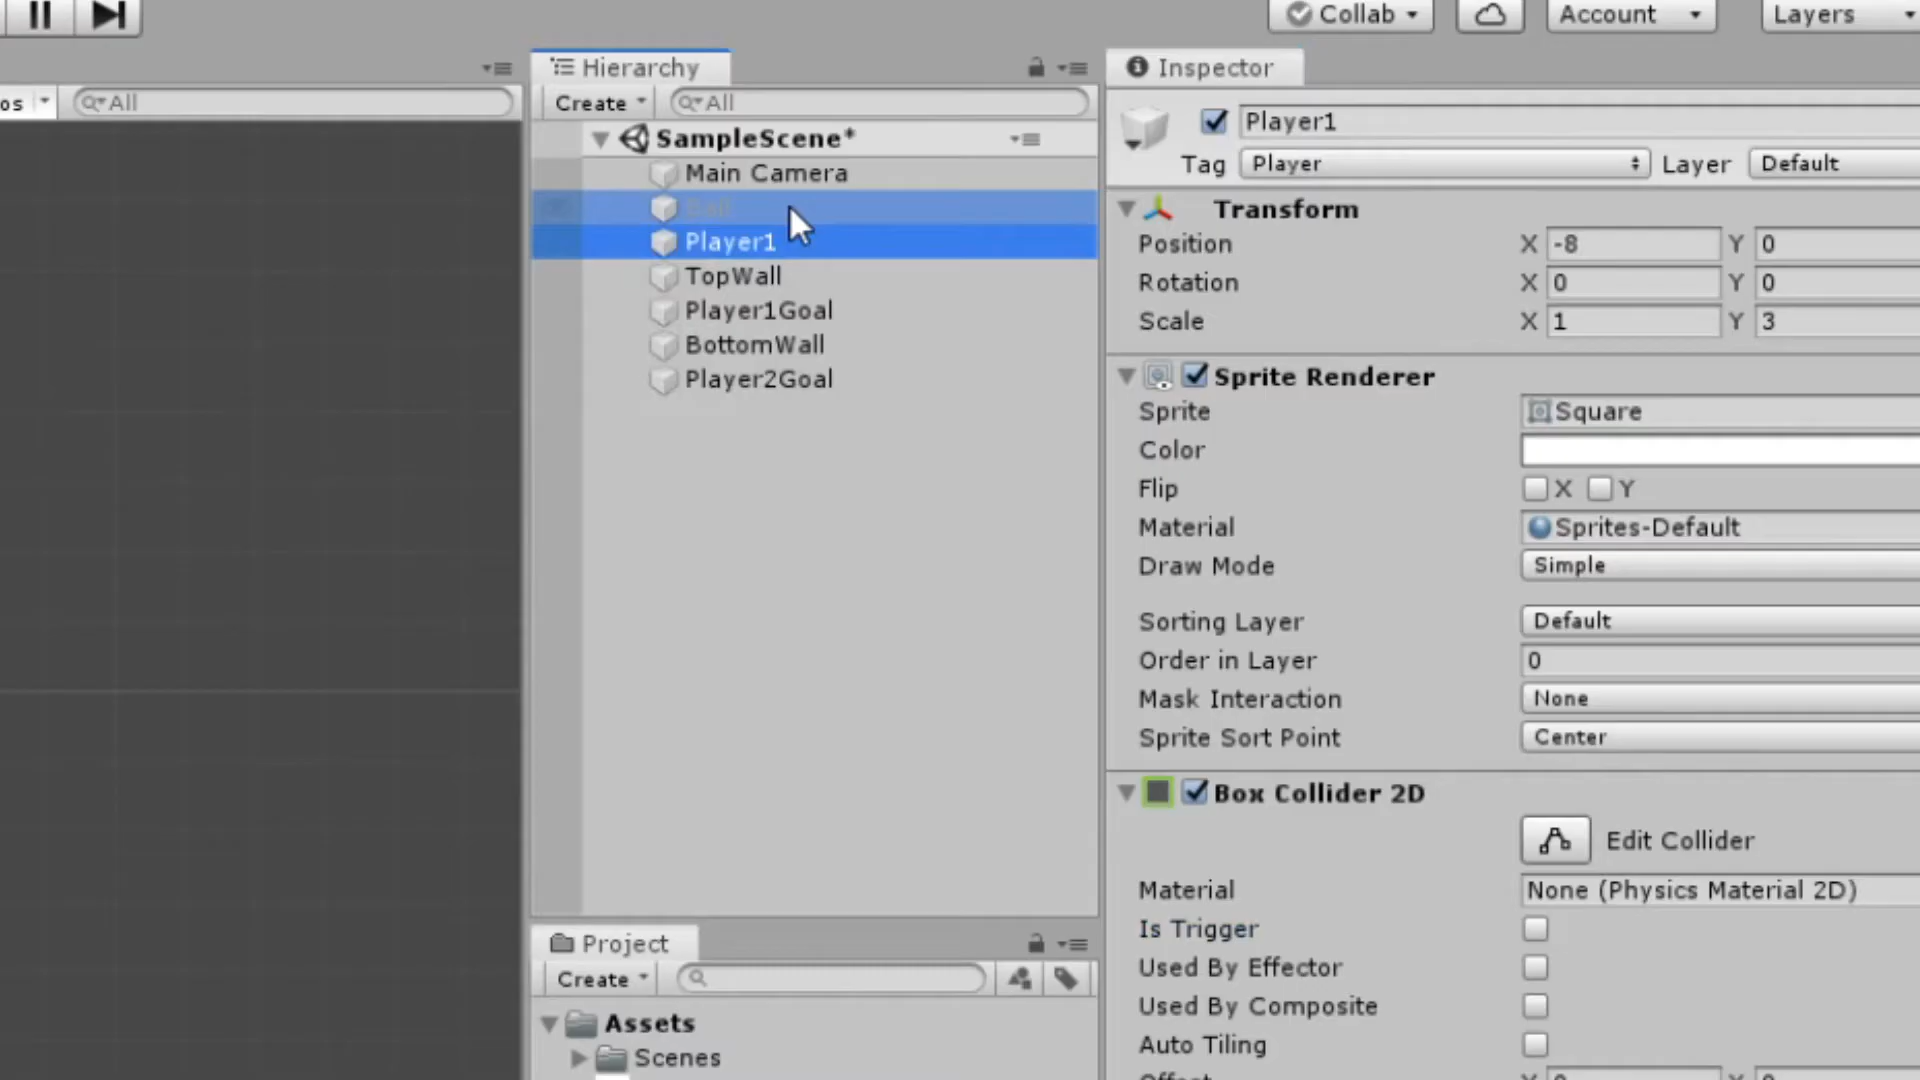 Collab
Account
Layers
Hierarchy
Inspector
os
All
Create
All
SampleScene*
Main Camera
Player1
TopWall
Player1Goal
BottomWall
Player2Goal
Player1
Tag Player Layer Default
Transform
Position X -8 Y 0
Rotation X 0 Y 0
Scale X 1 Y 3
Sprite Renderer
Sprite Square
Color
Flip X Y
Material Sprites-Default
Draw Mode Simple
Sorting Layer Default
Order in Layer 0
Mask Interaction None
Sprite Sort Point Center
Box Collider 2D
Edit Collider
Material None (Physics Material 2D)
Is Trigger
Used By Effector
Used By Composite
Auto Tiling
Project
Create
Assets
Scenes